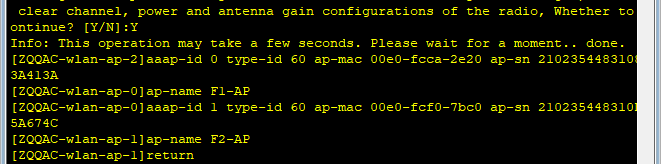 clear channel, power and antenna gain configurations of the radio, Whether to
ontinue? [Y/N]:Y
Info: This operation may take a few seconds. Please wait for a moment.. done.
[ZQQAC-wlan-ap-2]aaap-id 0 type-id 60 ap-mac 00e0-fcca-2e20 ap-sn 2102354483108
3A413A
[ZQQAC-wlan-ap-0]ap-name F1-AP
[ZQQAC-wlan-ap-0]aaap-id 1 type-id 60 ap-mac 00e0-fcf0-7bc0 ap-sn 210235448310
5A674C
[ZQQAC-wlan-ap-1]ap-name F2-AP
[ZQQAC-wlan-ap-1]return